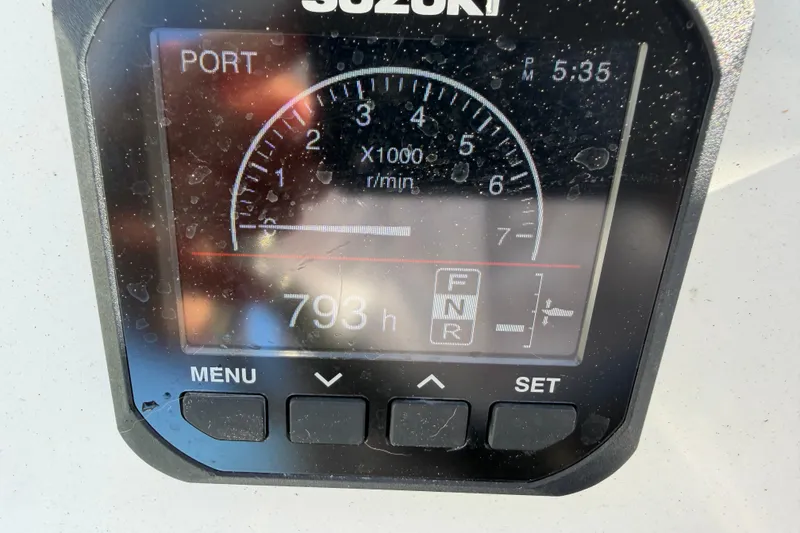 SUZUKI
PORT
PM 5:35
0 1 2 3 4 5 6 7
X1000
r/min
793 h
F
N
R
MENU
SET